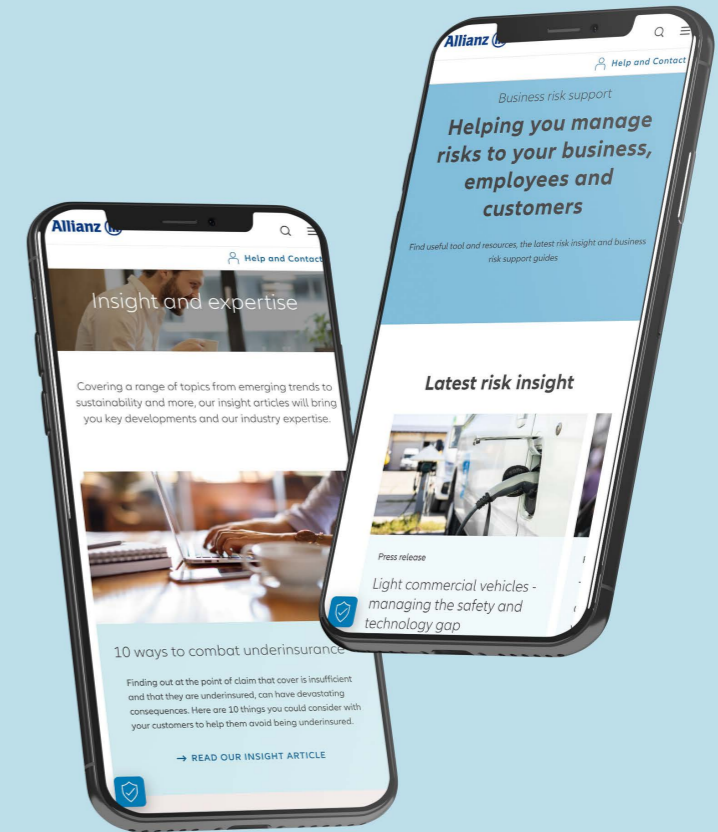 Allianz
Help and Contact
Insight and expertise
Covering a range of topics from emerging trends to
sustainability and more, our insight articles will bring
you key developments and our industry expertise.
10 ways to combat underinsurance
Finding out at the point of claim that cover is insufficient
and that they are underinsured, can have devastating
consequences. Here are 10 things you could consider with
your customers to help them avoid being underinsured.
→ READ OUR INSIGHT ARTICLE
Allianz
Help and Contact
Business risk support
Helping you manage
risks to your business,
employees and
customers
Find useful tool and resources, the latest risk insight and business
risk support guides
Latest risk insight
Press release
Light commercial vehicles -
managing the safety and
technology gap